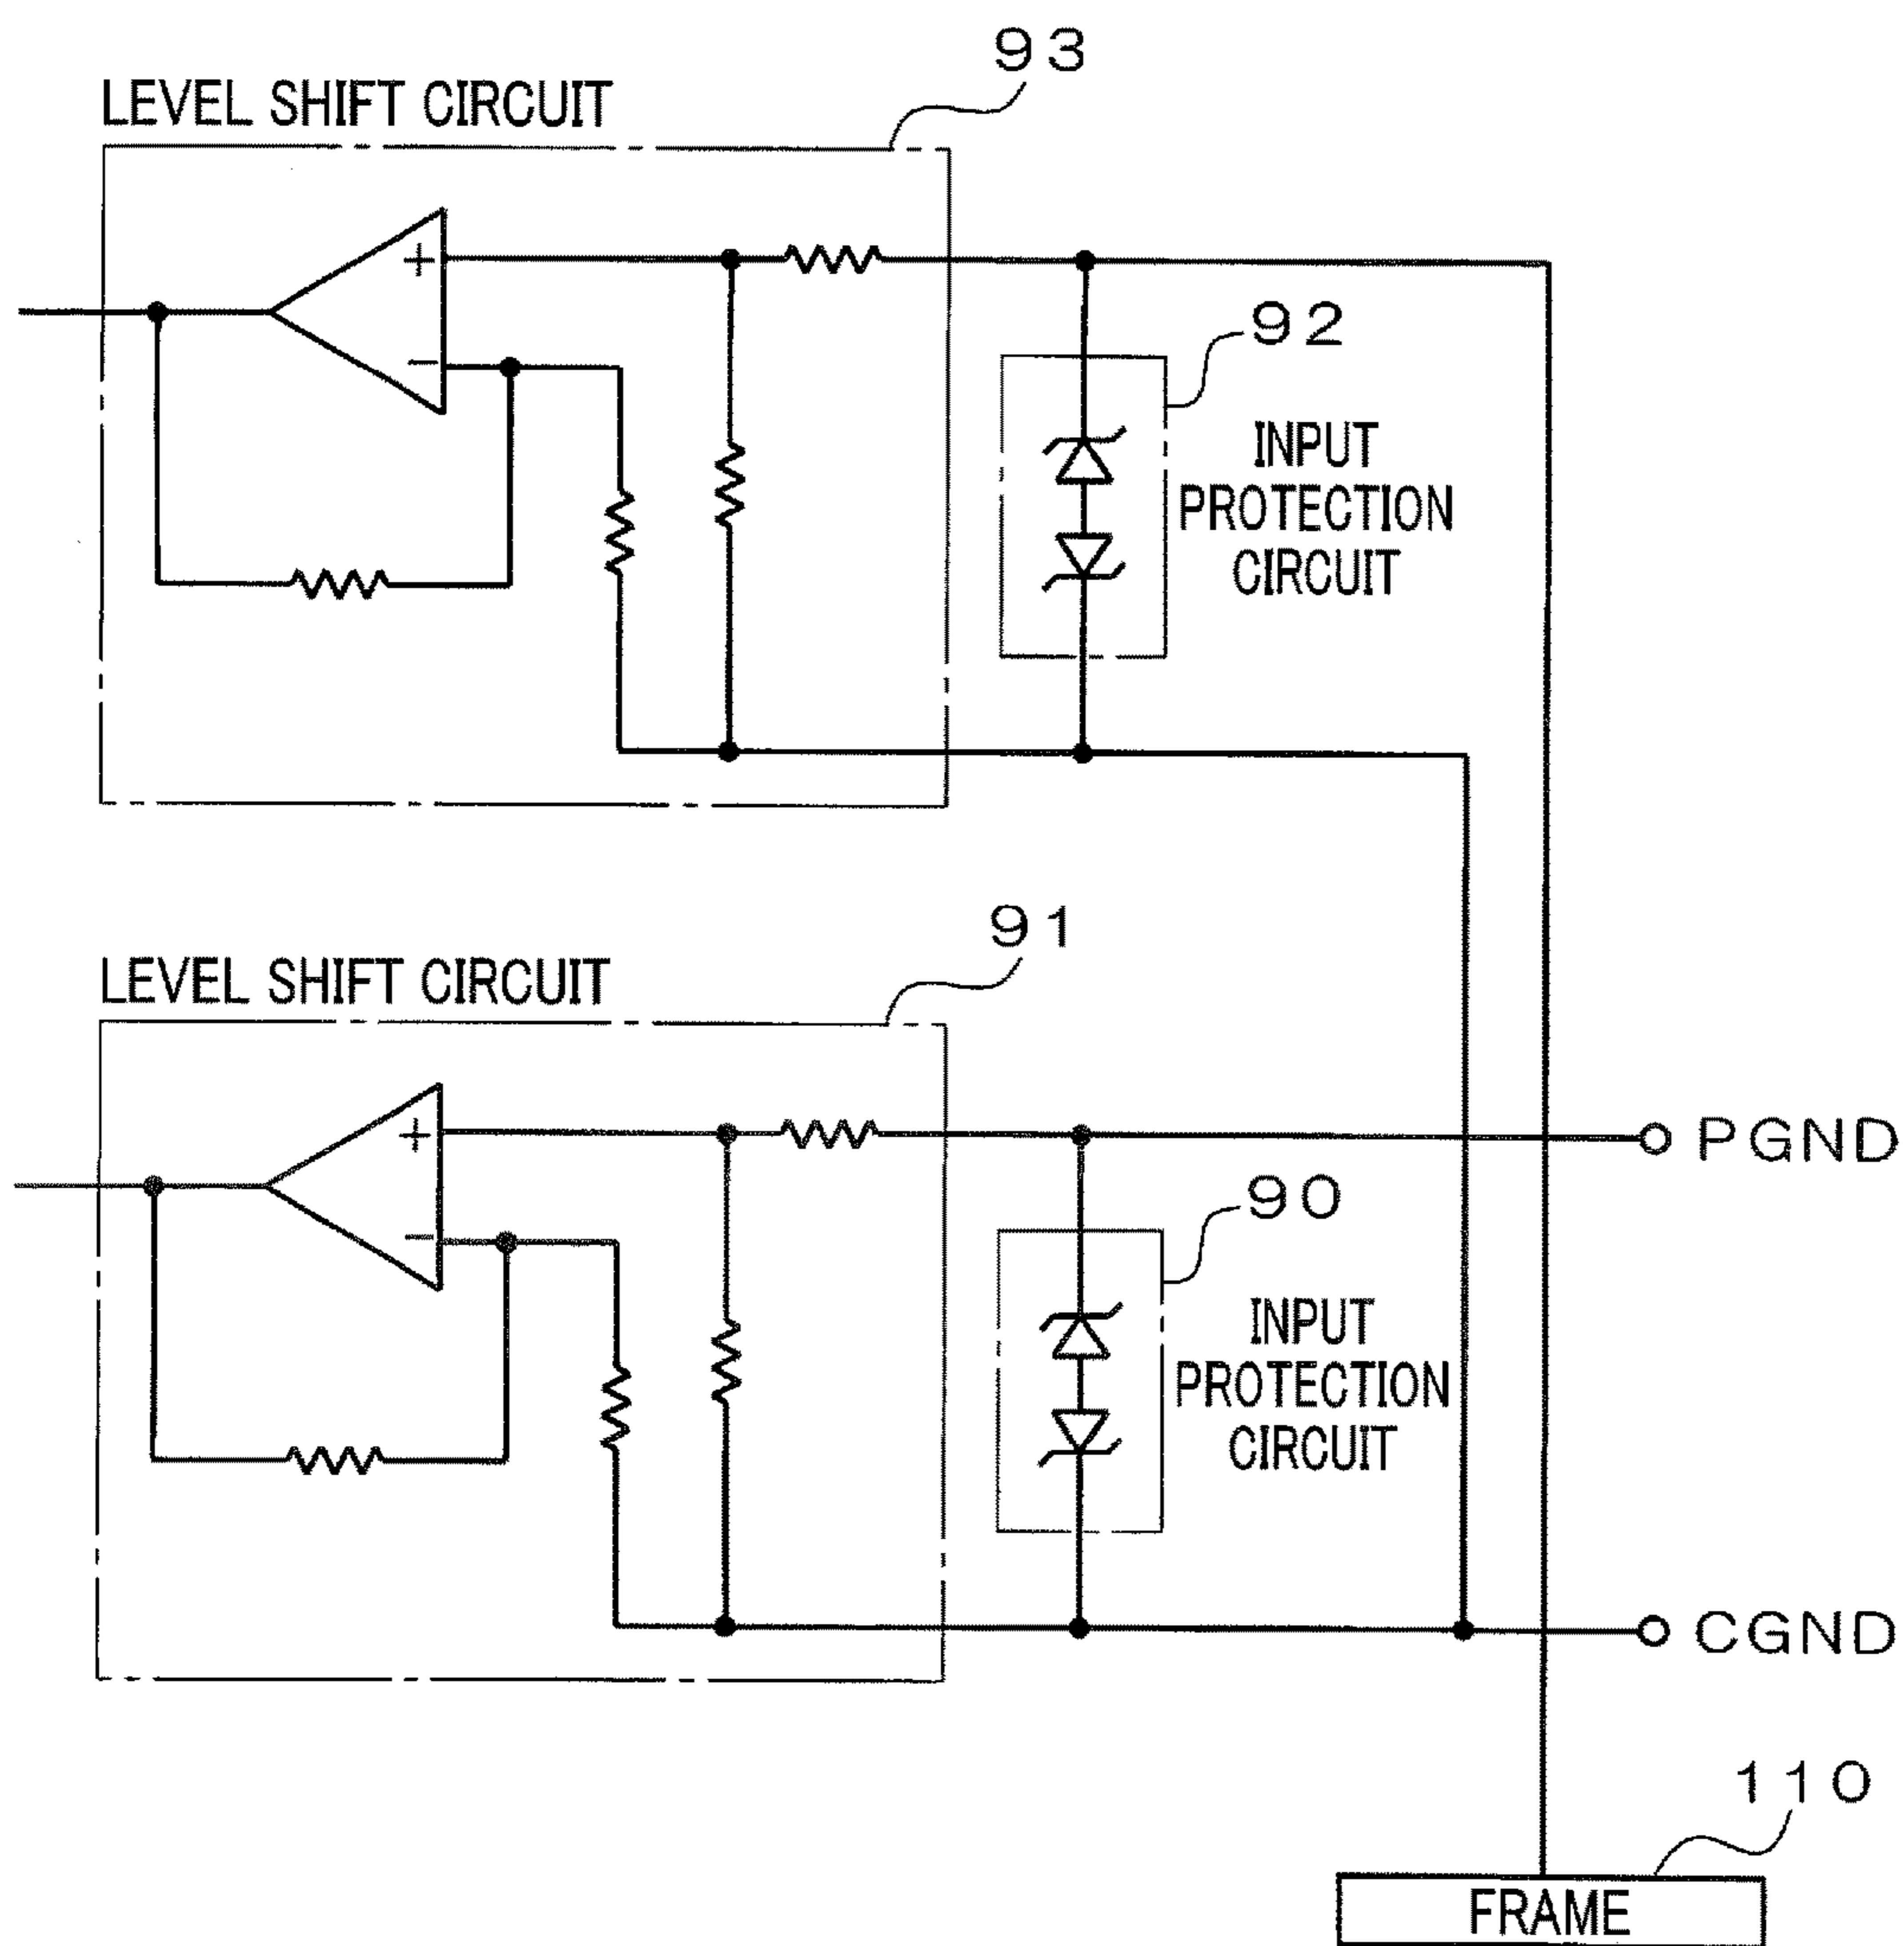 93
LEVEL SHIFT CIRCUIT
+
−
92
INPUT
PROTECTION
CIRCUIT
91
LEVEL SHIFT CIRCUIT
+
−
PGND
90
INPUT
PROTECTION
CIRCUIT
CGND
110
FRAME